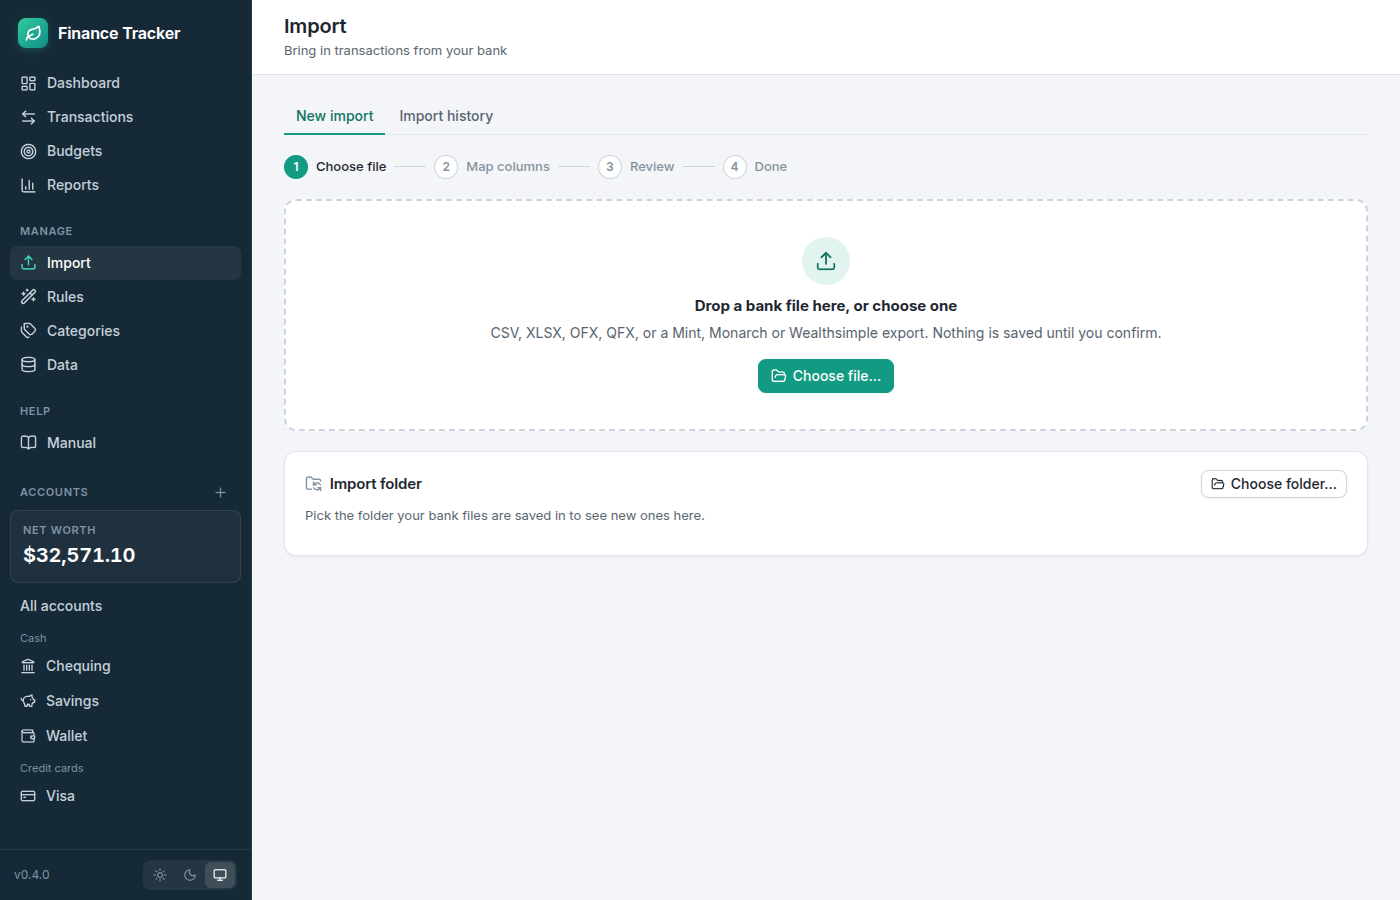 Finance Tracker
Dashboard
Transactions
Budgets
Reports
MANAGE
Import
Rules
Categories
Data
HELP
Manual
ACCOUNTS
NET WORTH
$32,571.10
All accounts
Cash
Chequing
Savings
Wallet
Credit cards
Visa
v0.4.0
Import
Bring in transactions from your bank
New import Import history
1 Choose file 2 Map columns 3 Review 4 Done
Drop a bank file here, or choose one
CSV, XLSX, OFX, QFX, or a Mint, Monarch or Wealthsimple export. Nothing is saved until you confirm.
Choose file...
Import folder Choose folder...
Pick the folder your bank files are saved in to see new ones here.